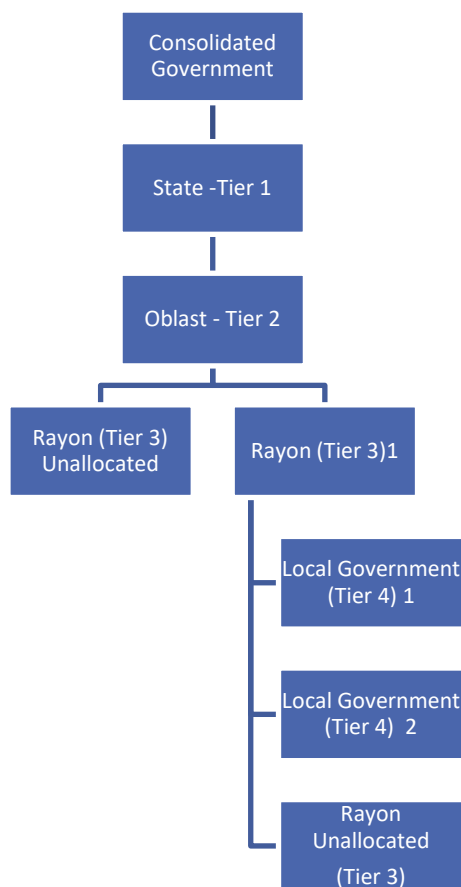 Consolidated
Government
State -Tier 1
Oblast - Tier 2
Rayon (Tier 3)
Unallocated
Rayon (Tier 3)1
Local Government
(Tier 4) 1
Local Government
(Tier 4) 2
Rayon
Unallocated
(Tier 3)